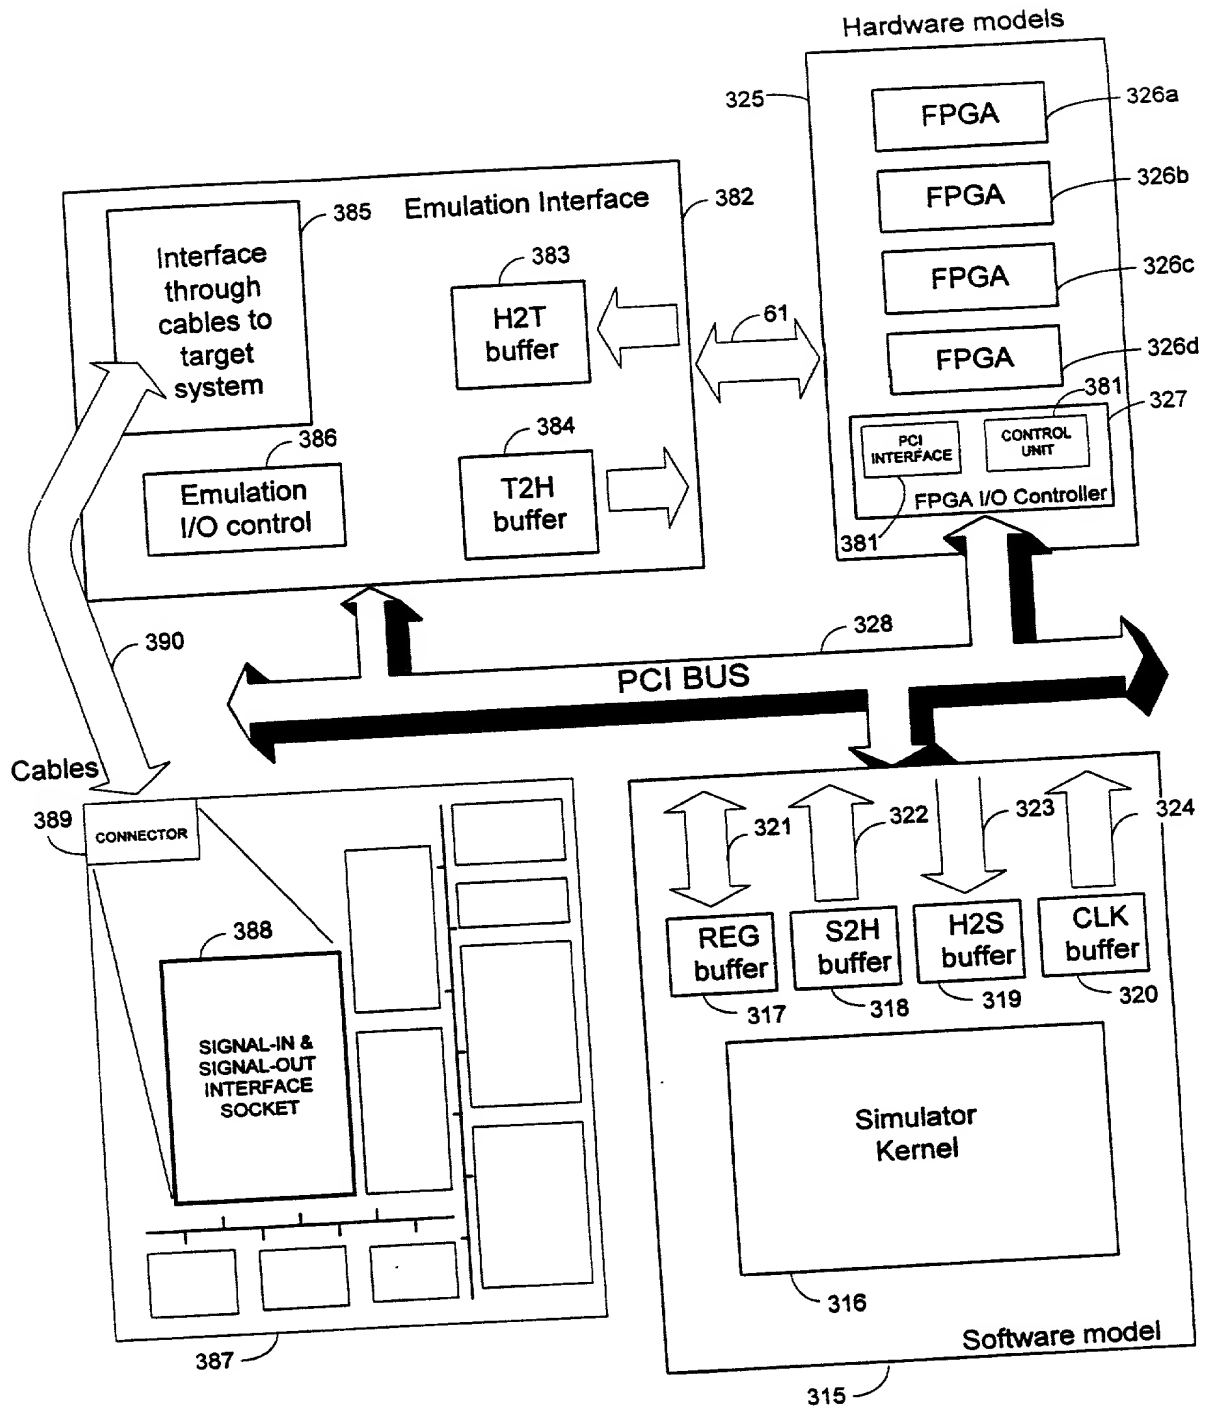 Hardware models
325
FPGA
326a
FPGA
326b
FPGA
326c
FPGA
326d
381
327
PCI
INTERFACE
CONTROL
UNIT
FPGA I/O Controller
381
385
Emulation Interface
382
Interface
through
cables to
target
system
383
H2T
buffer
61
386
Emulation
I/O control
384
T2H
buffer
390
328
PCI BUS
Cables
389
CONNECTOR
388
SIGNAL-IN &
SIGNAL-OUT
INTERFACE
SOCKET
387
321
322
323
324
REG
buffer
S2H
buffer
H2S
buffer
CLK
buffer
317
318
319
320
Simulator
Kernel
316
Software model
315